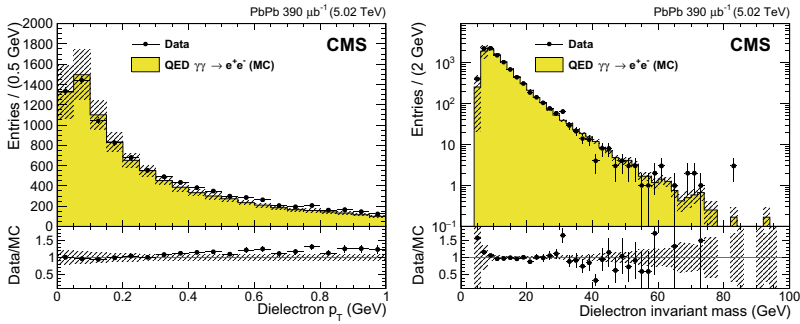 PbPb 390 μb⁻¹ (5.02 TeV)
CMS
Data
QED γγ → e⁺e⁻ (MC)
Entries / (0.5 GeV)
2000
1800
1600
1400
1200
1000
800
600
400
200
0
Data/MC
1.5
1
0.5
0 0.2 0.4 0.6 0.8 1
Dielectron p_T (GeV)
PbPb 390 μb⁻¹ (5.02 TeV)
CMS
Data
QED γγ → e⁺e⁻ (MC)
Entries / (2 GeV)
10³
10²
10
1
10⁻¹
Data/MC
1.5
1
0.5
0 20 40 60 80 100
Dielectron invariant mass (GeV)